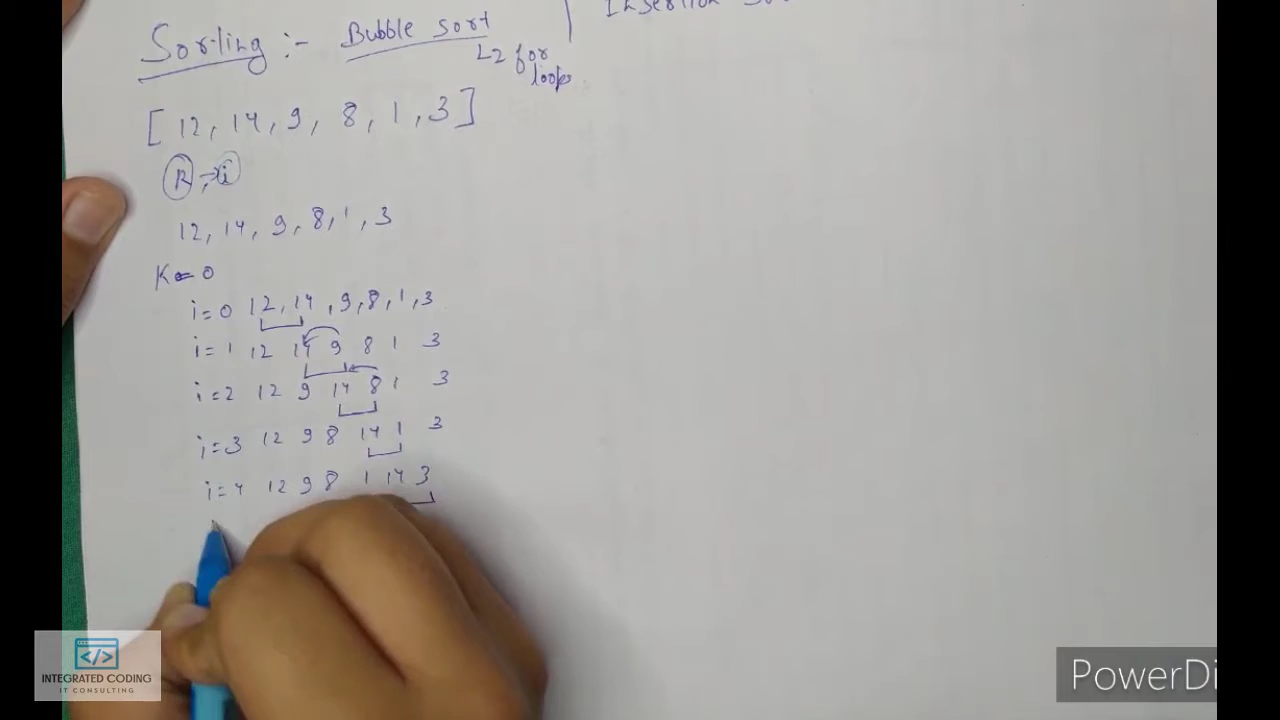 Sorting :- Bubble sort
Insertion
L2 for
loops
[ 12, 14, 9, 8, 1, 3 ]
12, 14, 9, 8, 1, 3
K = 0
i = 0 12, 14, 9, 8, 1, 3
i = 1 12 14 9 8 1 3
i = 2 12 9 14 8 1 3
i = 3 12 9 8 14 1 3
i = 4 12 9 8 1 14 3
INTEGRATED CODING
IT CONSULTING
PowerDi